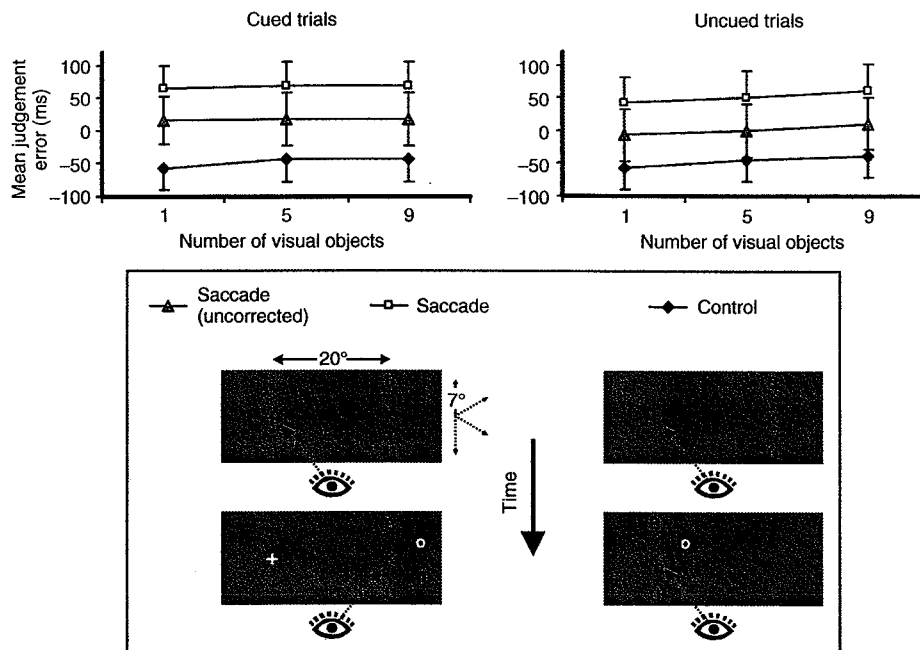 Cued trials
Uncued trials
Mean judgement
error (ms)
100
50
0
−50
−100
1 5 9
Number of visual objects
100
50
0
−50
−100
1 5 9
Number of visual objects
Saccade
(uncorrected)
Saccade
Control
20°
7°
Time